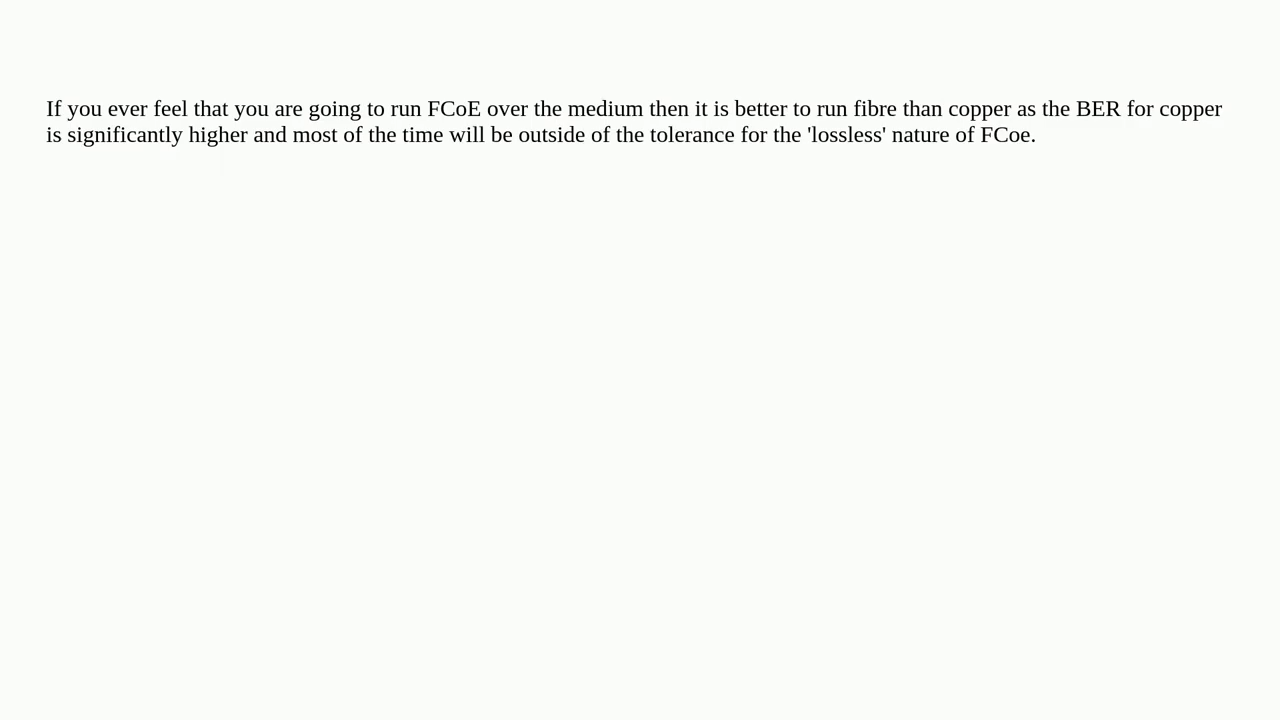 If you ever feel that you are going to run FCoE over the medium then it is better to run fibre than copper as the BER for copper
is significantly higher and most of the time will be outside of the tolerance for the 'lossless' nature of FCoe.